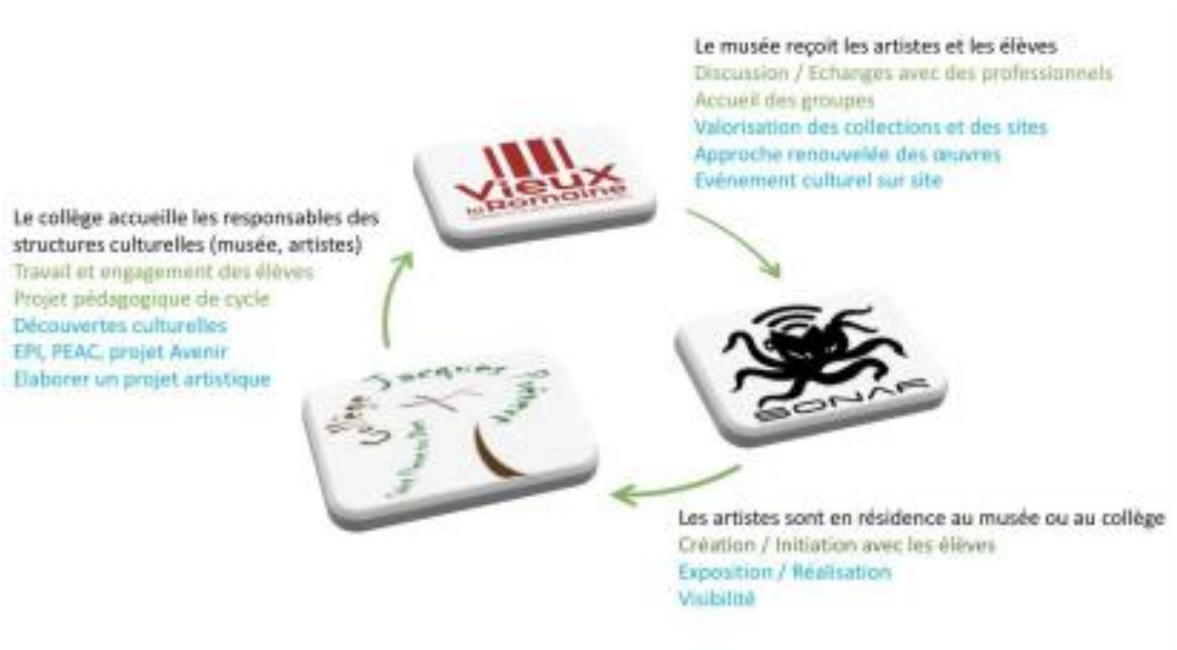 Le musée reçoit les artistes et les élèves
Discussion / Echanges avec des professionnels
Accueil des groupes
Valorisation des collections et des sites
Approche renouvelée des œuvres
Evénement culturel sur site
Vieux
la Romaine
Le collège accueille les responsables des
structures culturelles (musée, artistes)
Travail et engagement des élèves
Projet pédagogique de cycle
Découvertes culturelles
EPI, PEAC, projet Avenir
Elaborer un projet artistique
SONAR
Collège Jacques Prévert
Les artistes sont en résidence au musée ou au collège
Création / Initiation avec les élèves
Exposition / Réalisation
Visibilité